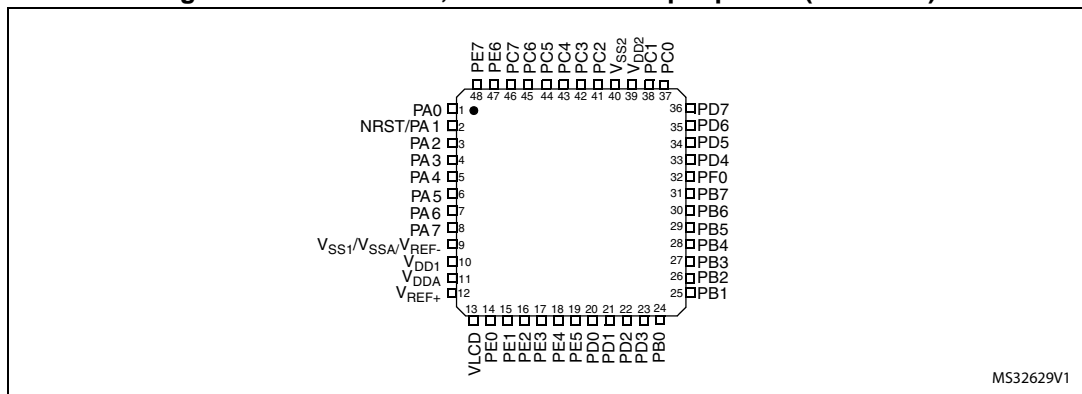 PE7
PE6
PC7
PC6
PC5
PC4
PC3
PC2
VSS2
VDD2
PC1
PC0
48 47 46 45 44 43 42 41 40 39 38 37
PA0 1
NRST/PA1 2
PA2 3
PA3 4
PA4 5
PA5 6
PA6 7
PA7 8
VSS1/VSSA/VREF- 9
VDD1 10
VDDA 11
VREF+ 12
36 PD7
35 PD6
34 PD5
33 PD4
32 PF0
31 PB7
30 PB6
29 PB5
28 PB4
27 PB3
26 PB2
25 PB1
13 14 15 16 17 18 19 20 21 22 23 24
VLCD
PE0
PE1
PE2
PE3
PE4
PE5
PD0
PD1
PD2
PD3
PB0
MS32629V1